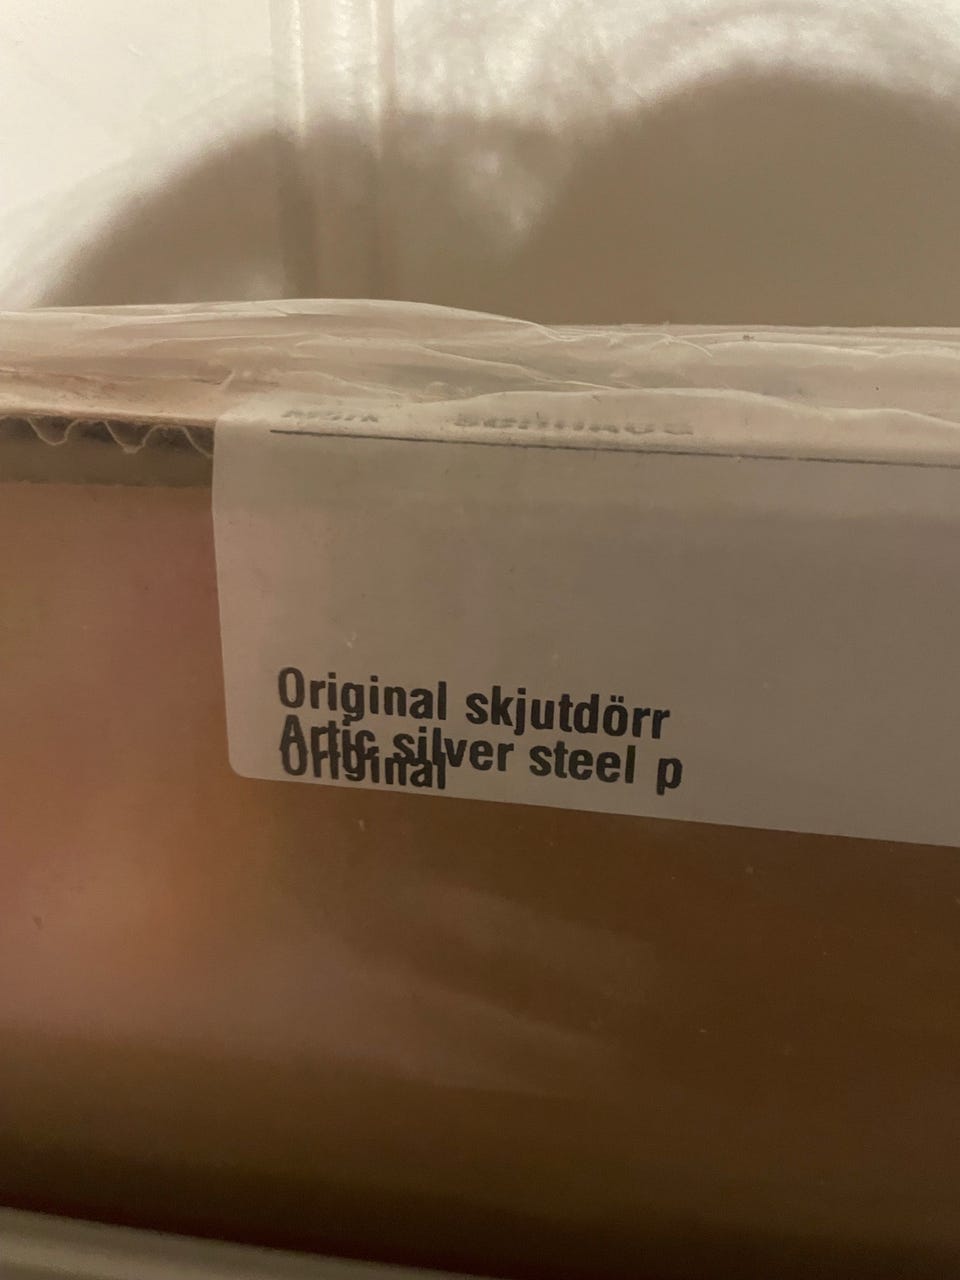 Original skjutdörr
Artic silver steel p
Original